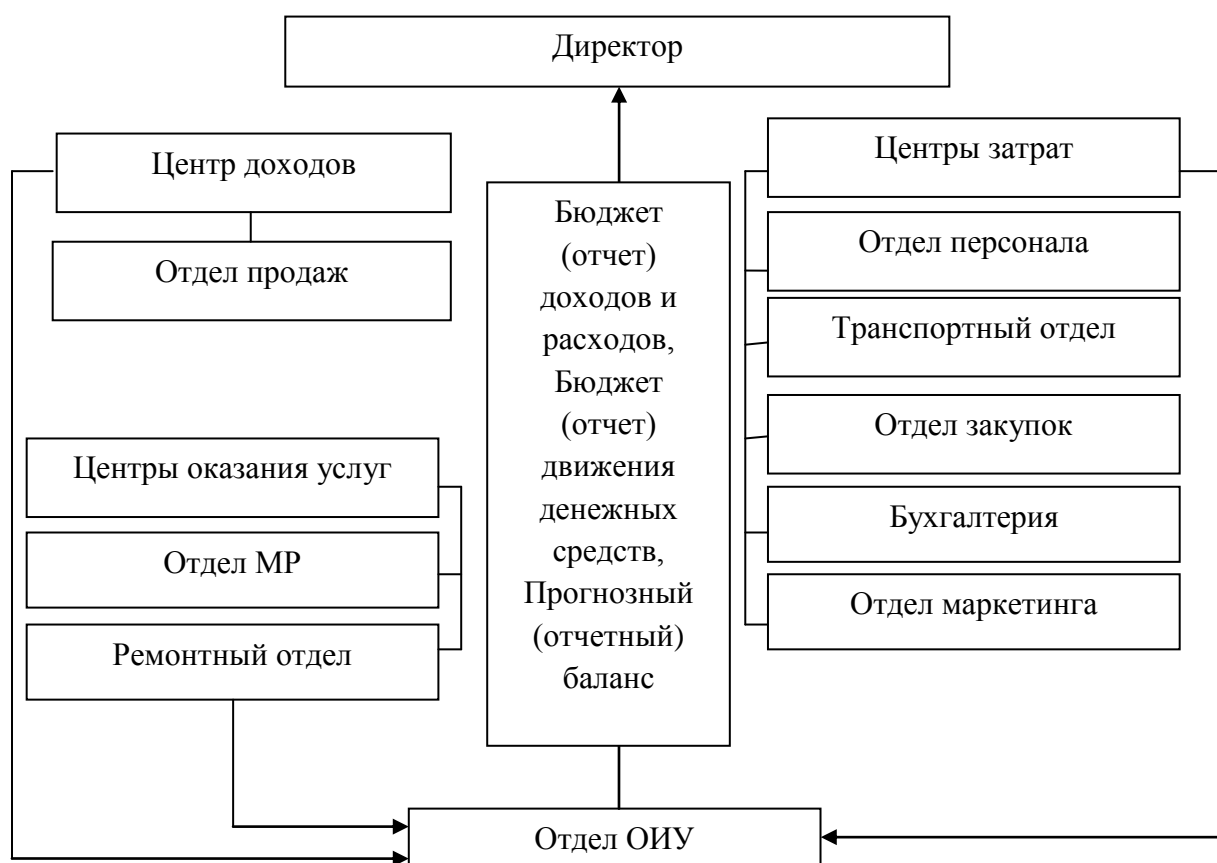 Директор
Центр доходов
Отдел продаж
Центры оказания услуг
Отдел МР
Ремонтный отдел
Бюджет
(отчет)
доходов и
расходов,
Бюджет
(отчет)
движения
денежных
средств,
Прогнозный
(отчетный)
баланс
Центры затрат
Отдел персонала
Транспортный отдел
Отдел закупок
Бухгалтерия
Отдел маркетинга
Отдел ОИУ